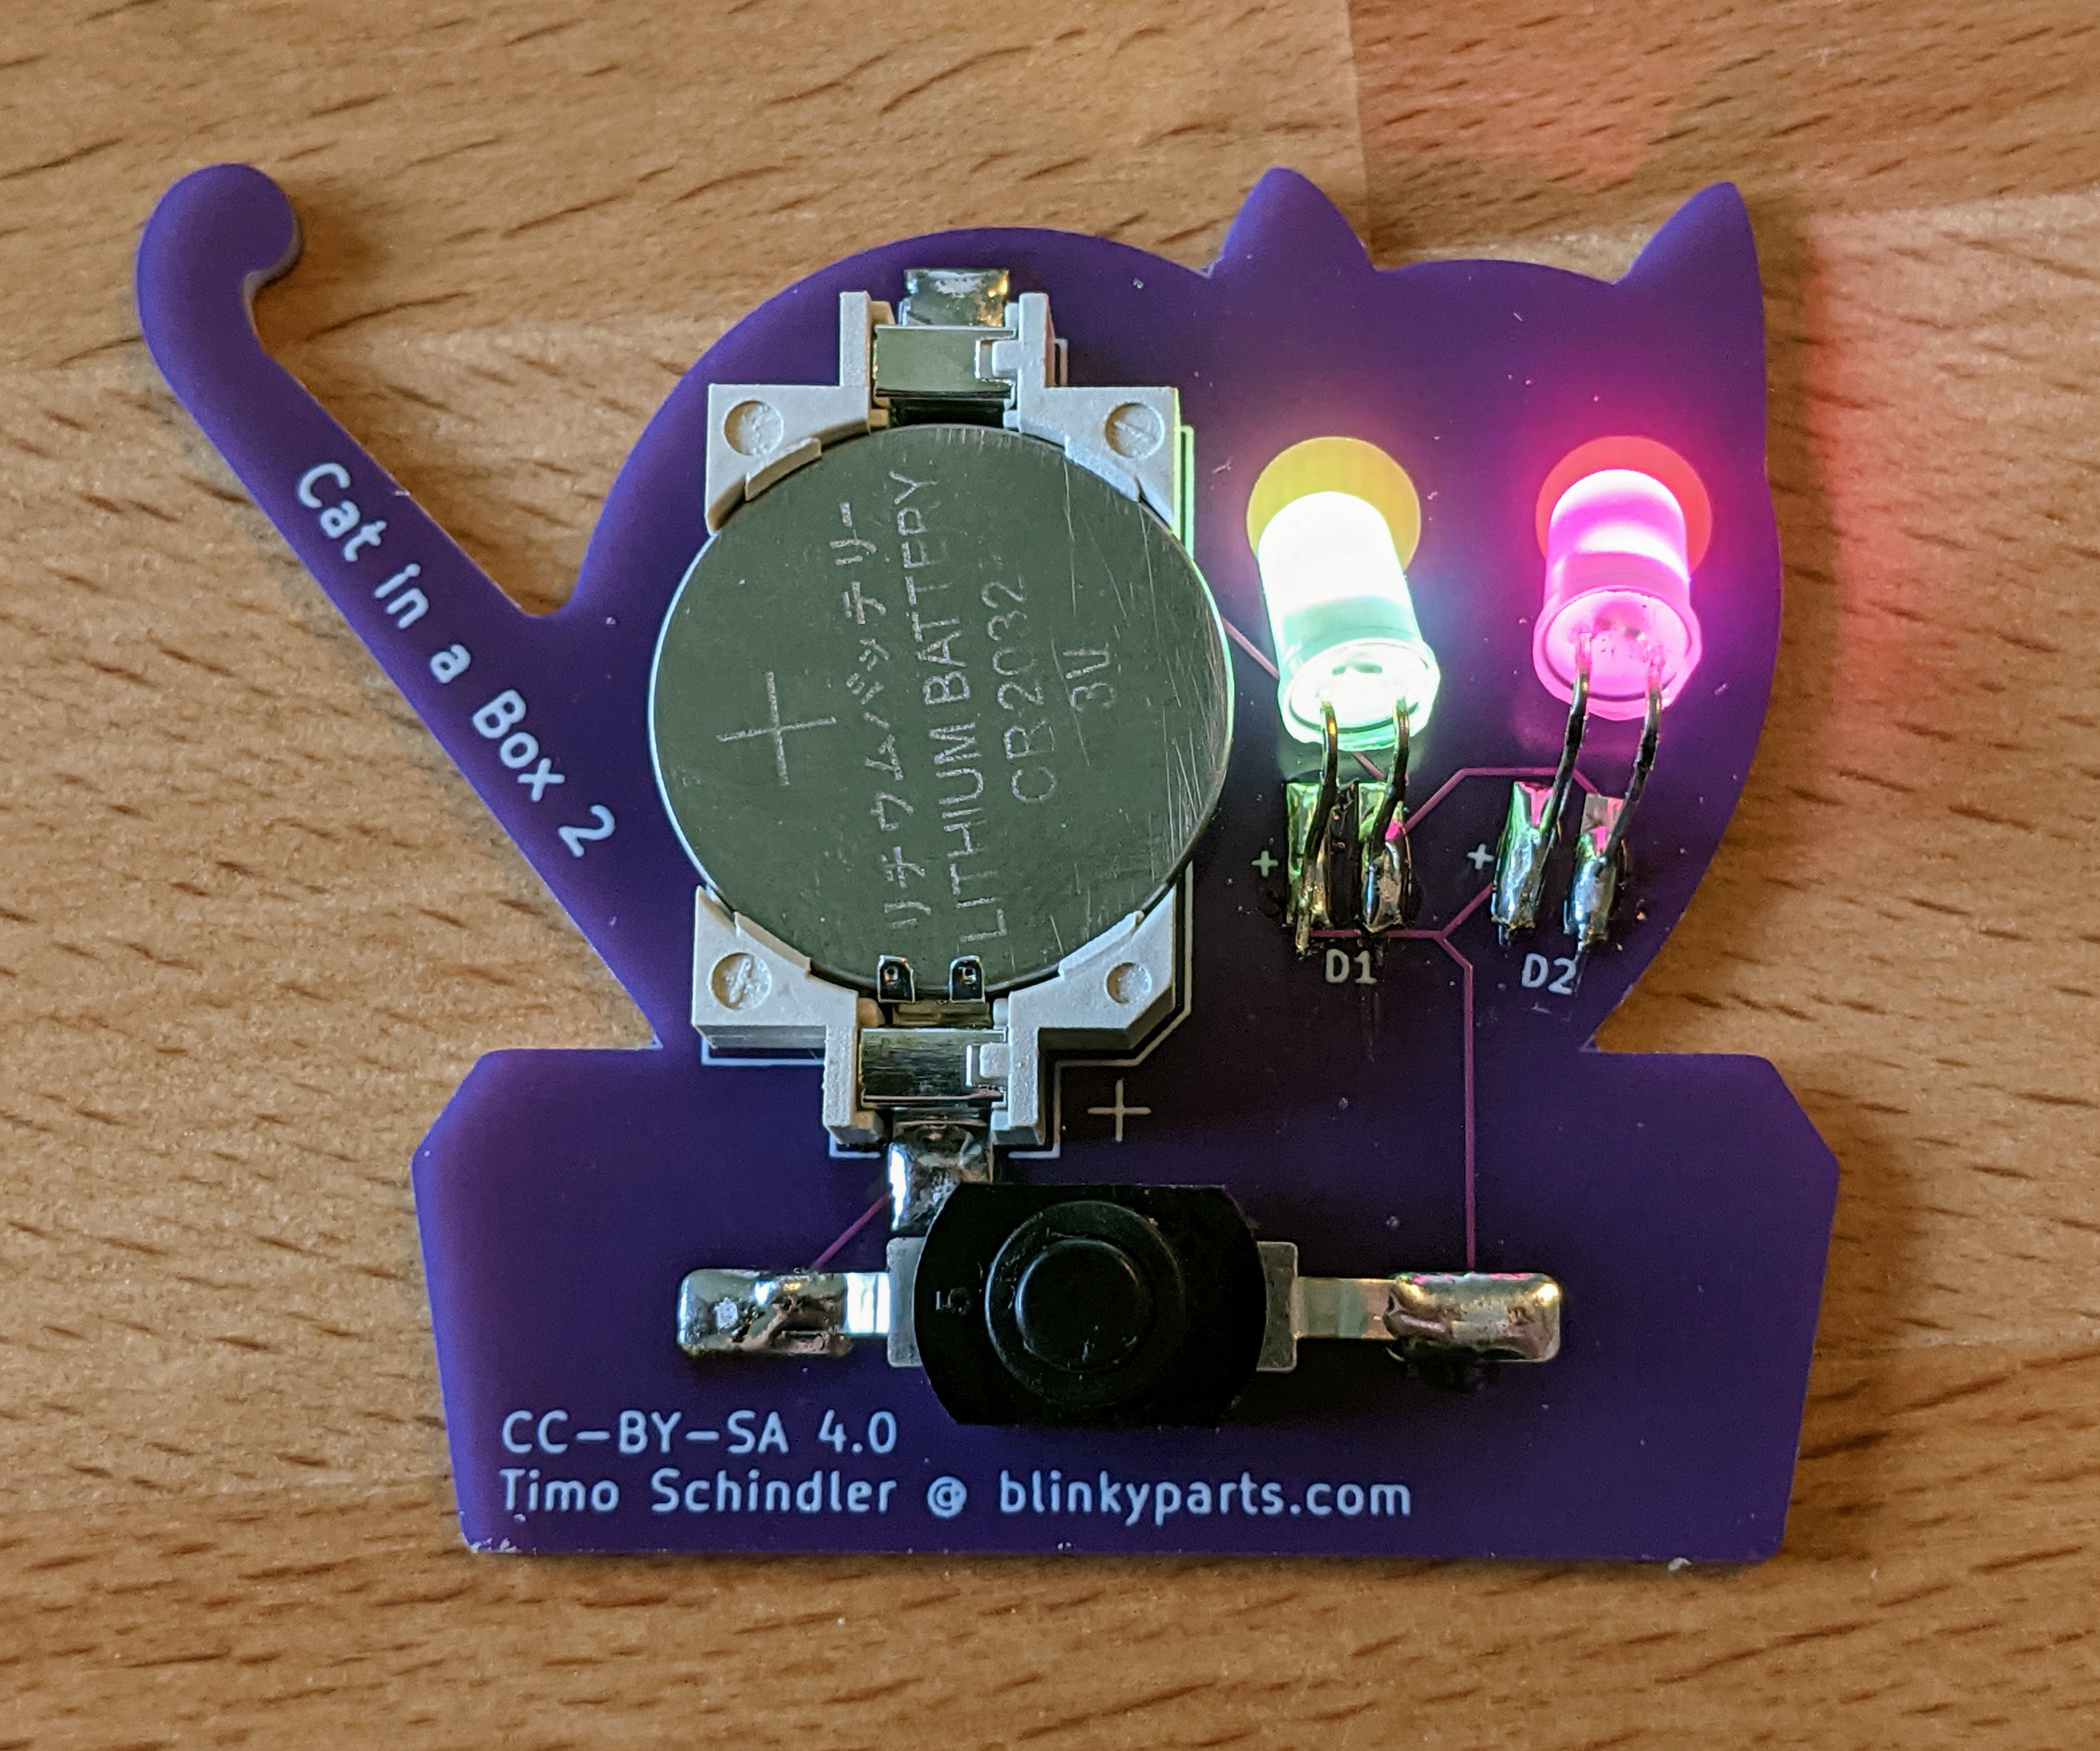 Cat in a Box 2
リチウムバッテリー
LITHIUM BATTERY
CR2032
3V
+
+
D1
+
D2
+
5
CC-BY-SA 4.0
Timo Schindler @ blinkyparts.com